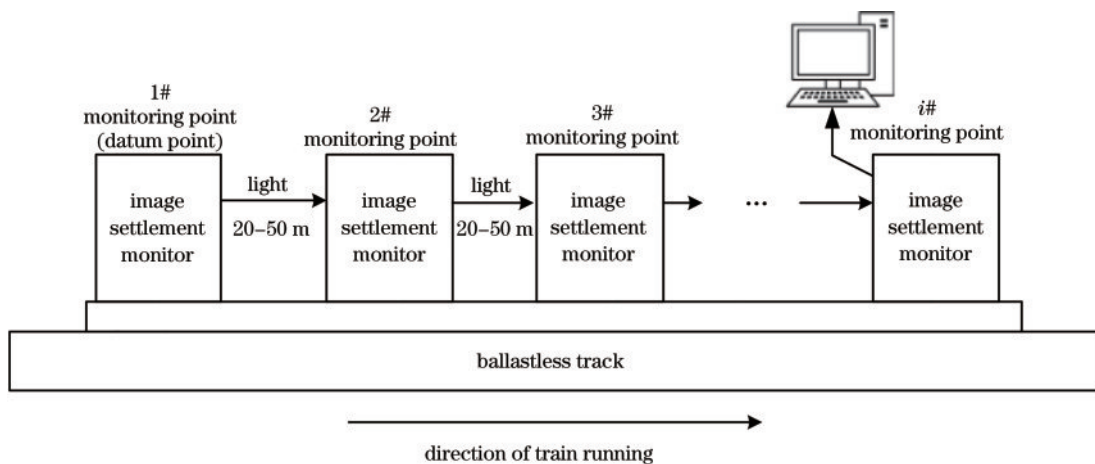 1#
monitoring point
(datum point)
2#
monitoring point
3#
monitoring point
i#
monitoring point
image
settlement
monitor
light
20–50 m
image
settlement
monitor
light
20–50 m
image
settlement
monitor
...
image
settlement
monitor
ballastless track
direction of train running